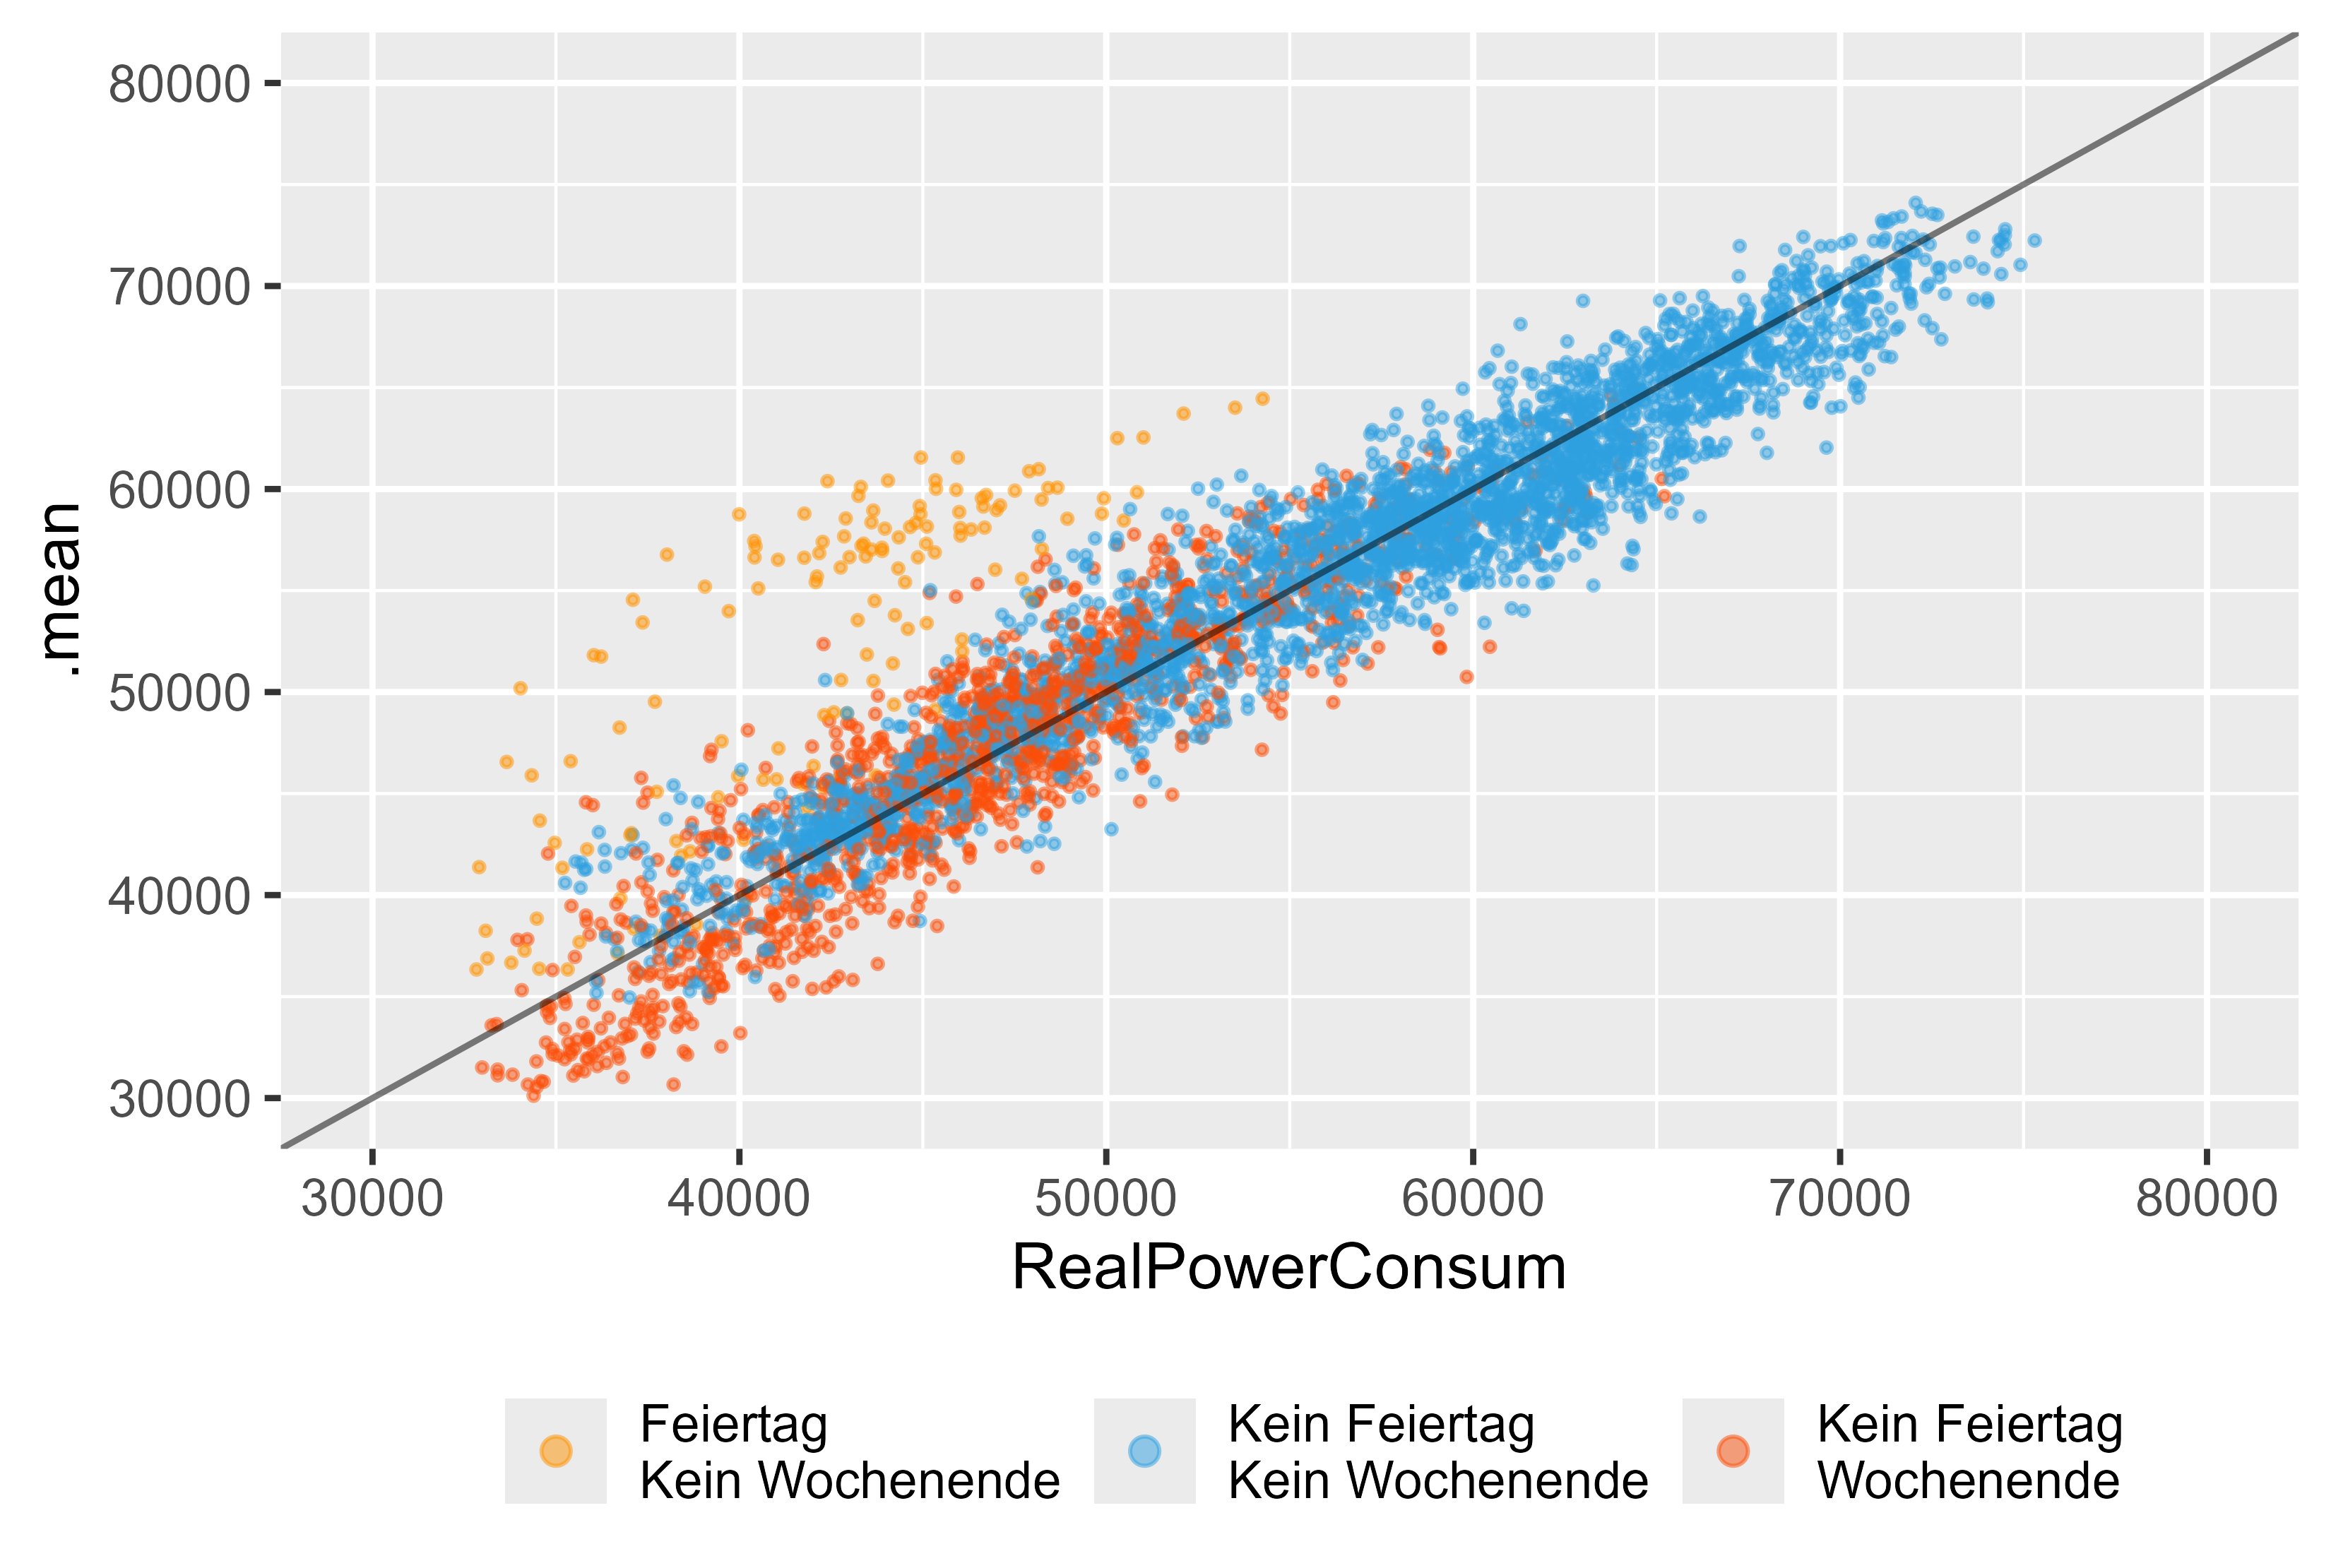 80000
70000
60000
50000
40000
30000
.mean
30000 40000 50000 60000 70000 80000
RealPowerConsum
Feiertag
Kein Wochenende
Kein Feiertag
Kein Wochenende
Kein Feiertag
Wochenende